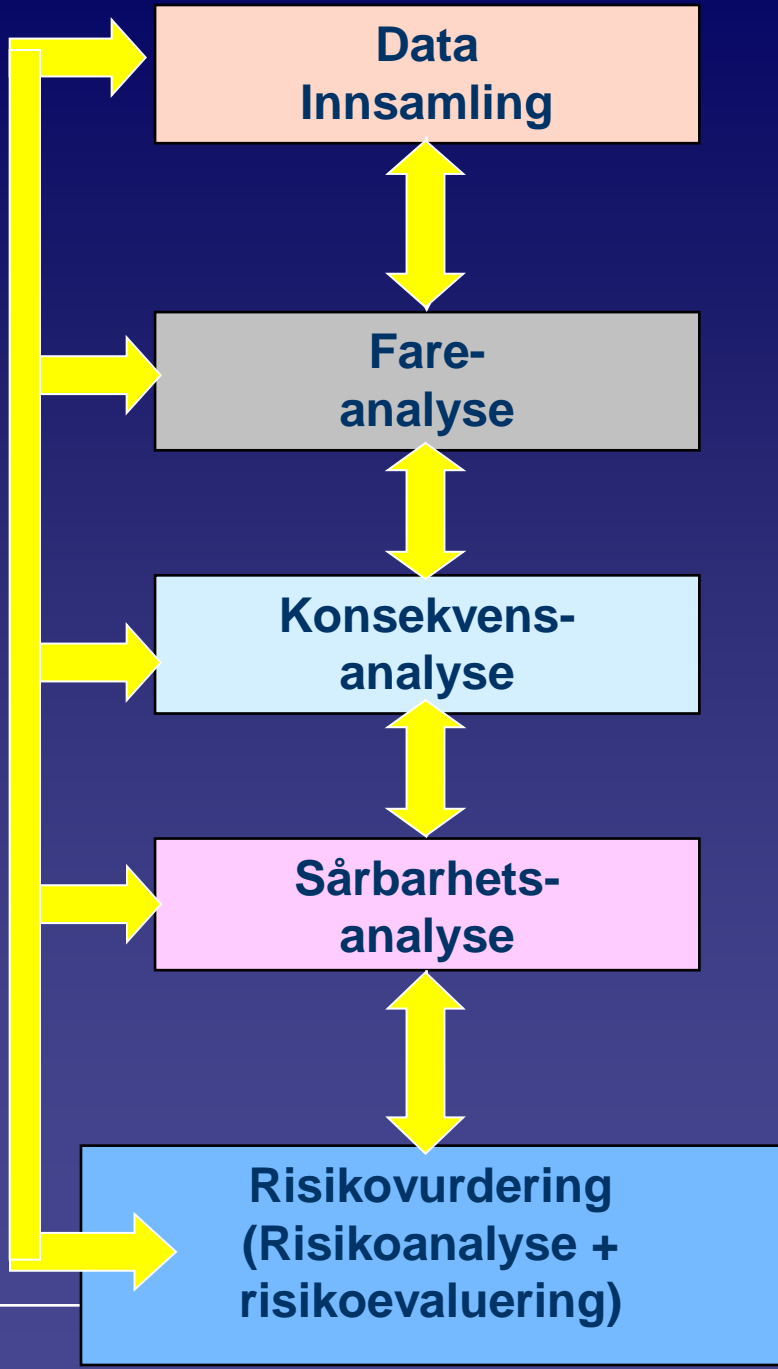 Data
Innsamling
Fare-
analyse
Konsekvens-
analyse
Sårbarhets-
analyse
Risikovurdering
(Risikoanalyse +
risikoevaluering)